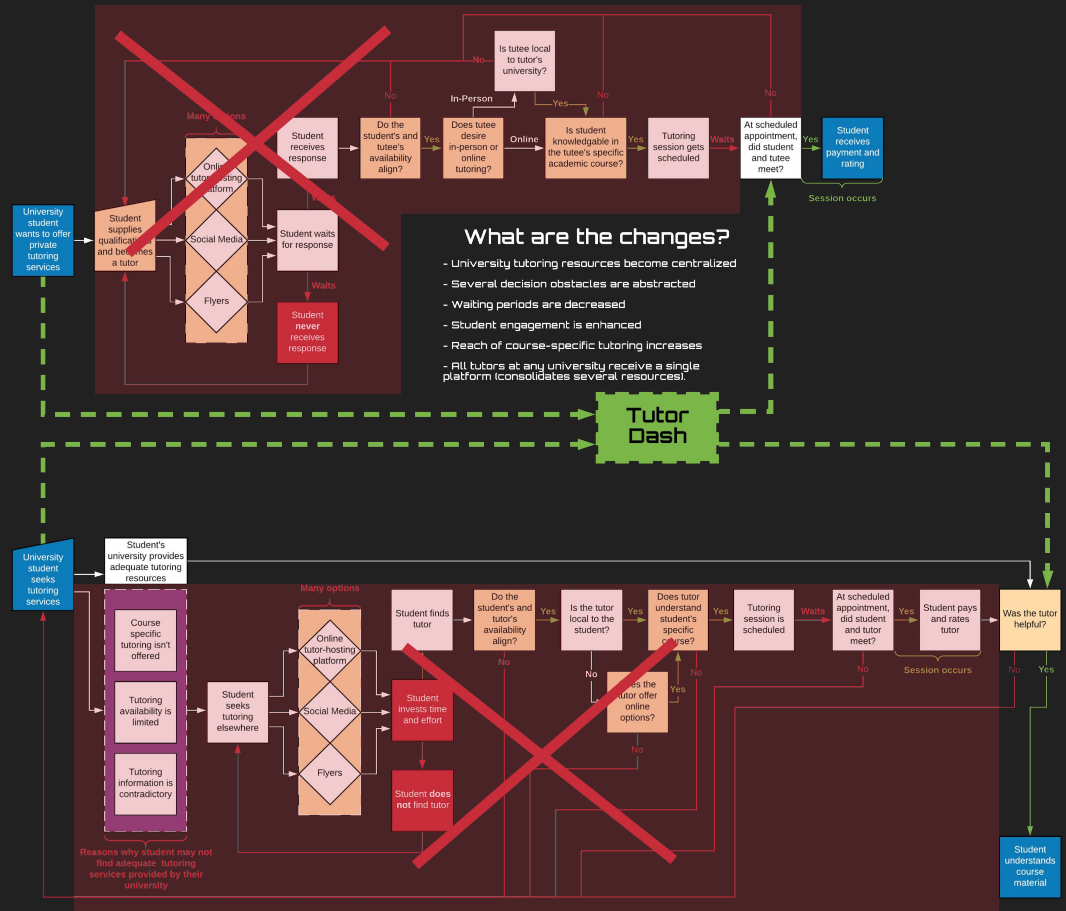 Is tutee local
to tutor's
university?
No
In-Person
Yes
No
No
No
Many options
Student
receives
response
Do the
student's and
tutee's
availability
align?
Yes
Does tutee
desire
in-person or
online
tutoring?
Online
Is student
knowledgable in
the tutee's specific
academic course?
Yes
Tutoring
session gets
scheduled
Waits
At scheduled
appointment,
did student
and tutee
meet?
Yes
Student
receives
payment and
rating
Session occurs
University
student
wants to offer
private
tutoring
services
Student
supplies
qualifications
and becomes
a tutor
Online
tutor-hosting
platform
Social Media
Flyers
Student waits
for response
Waits
Student
never
receives
response
What are the changes?
- University tutoring resources become centralized
- Several decision obstacles are abstracted
- Waiting periods are decreased
- Student engagement is enhanced
- Reach of course-specific tutoring increases
- All tutors at any university receive a single
platform (consolidates several resources).
Tutor
Dash
University
student
seeks
tutoring
services
Student's
university provides
adequate tutoring
resources
Course
specific
tutoring isn't
offered
Tutoring
availability is
limited
Tutoring
information is
contradictory
Reasons why student may not
find adequate tutoring
services provided by their
university
Student
seeks
tutoring
elsewhere
Many options
Online
tutor-hosting
platform
Social Media
Flyers
Student finds
tutor
Student
invests time
and effort
Student does
not find tutor
Do the
student's and
tutor's
availability
align?
No
Yes
Is the tutor
local to the
student?
No
Yes
Does tutor
understand
student's
specific
course?
No
Does the
tutor offer
online
options?
Yes
No
Yes
Tutoring
session is
scheduled
Waits
At scheduled
appointment,
did student
and tutor
meet?
No
Yes
Student pays
and rates
tutor
Session occurs
Was the tutor
helpful?
No
Yes
Student
understands
course
material